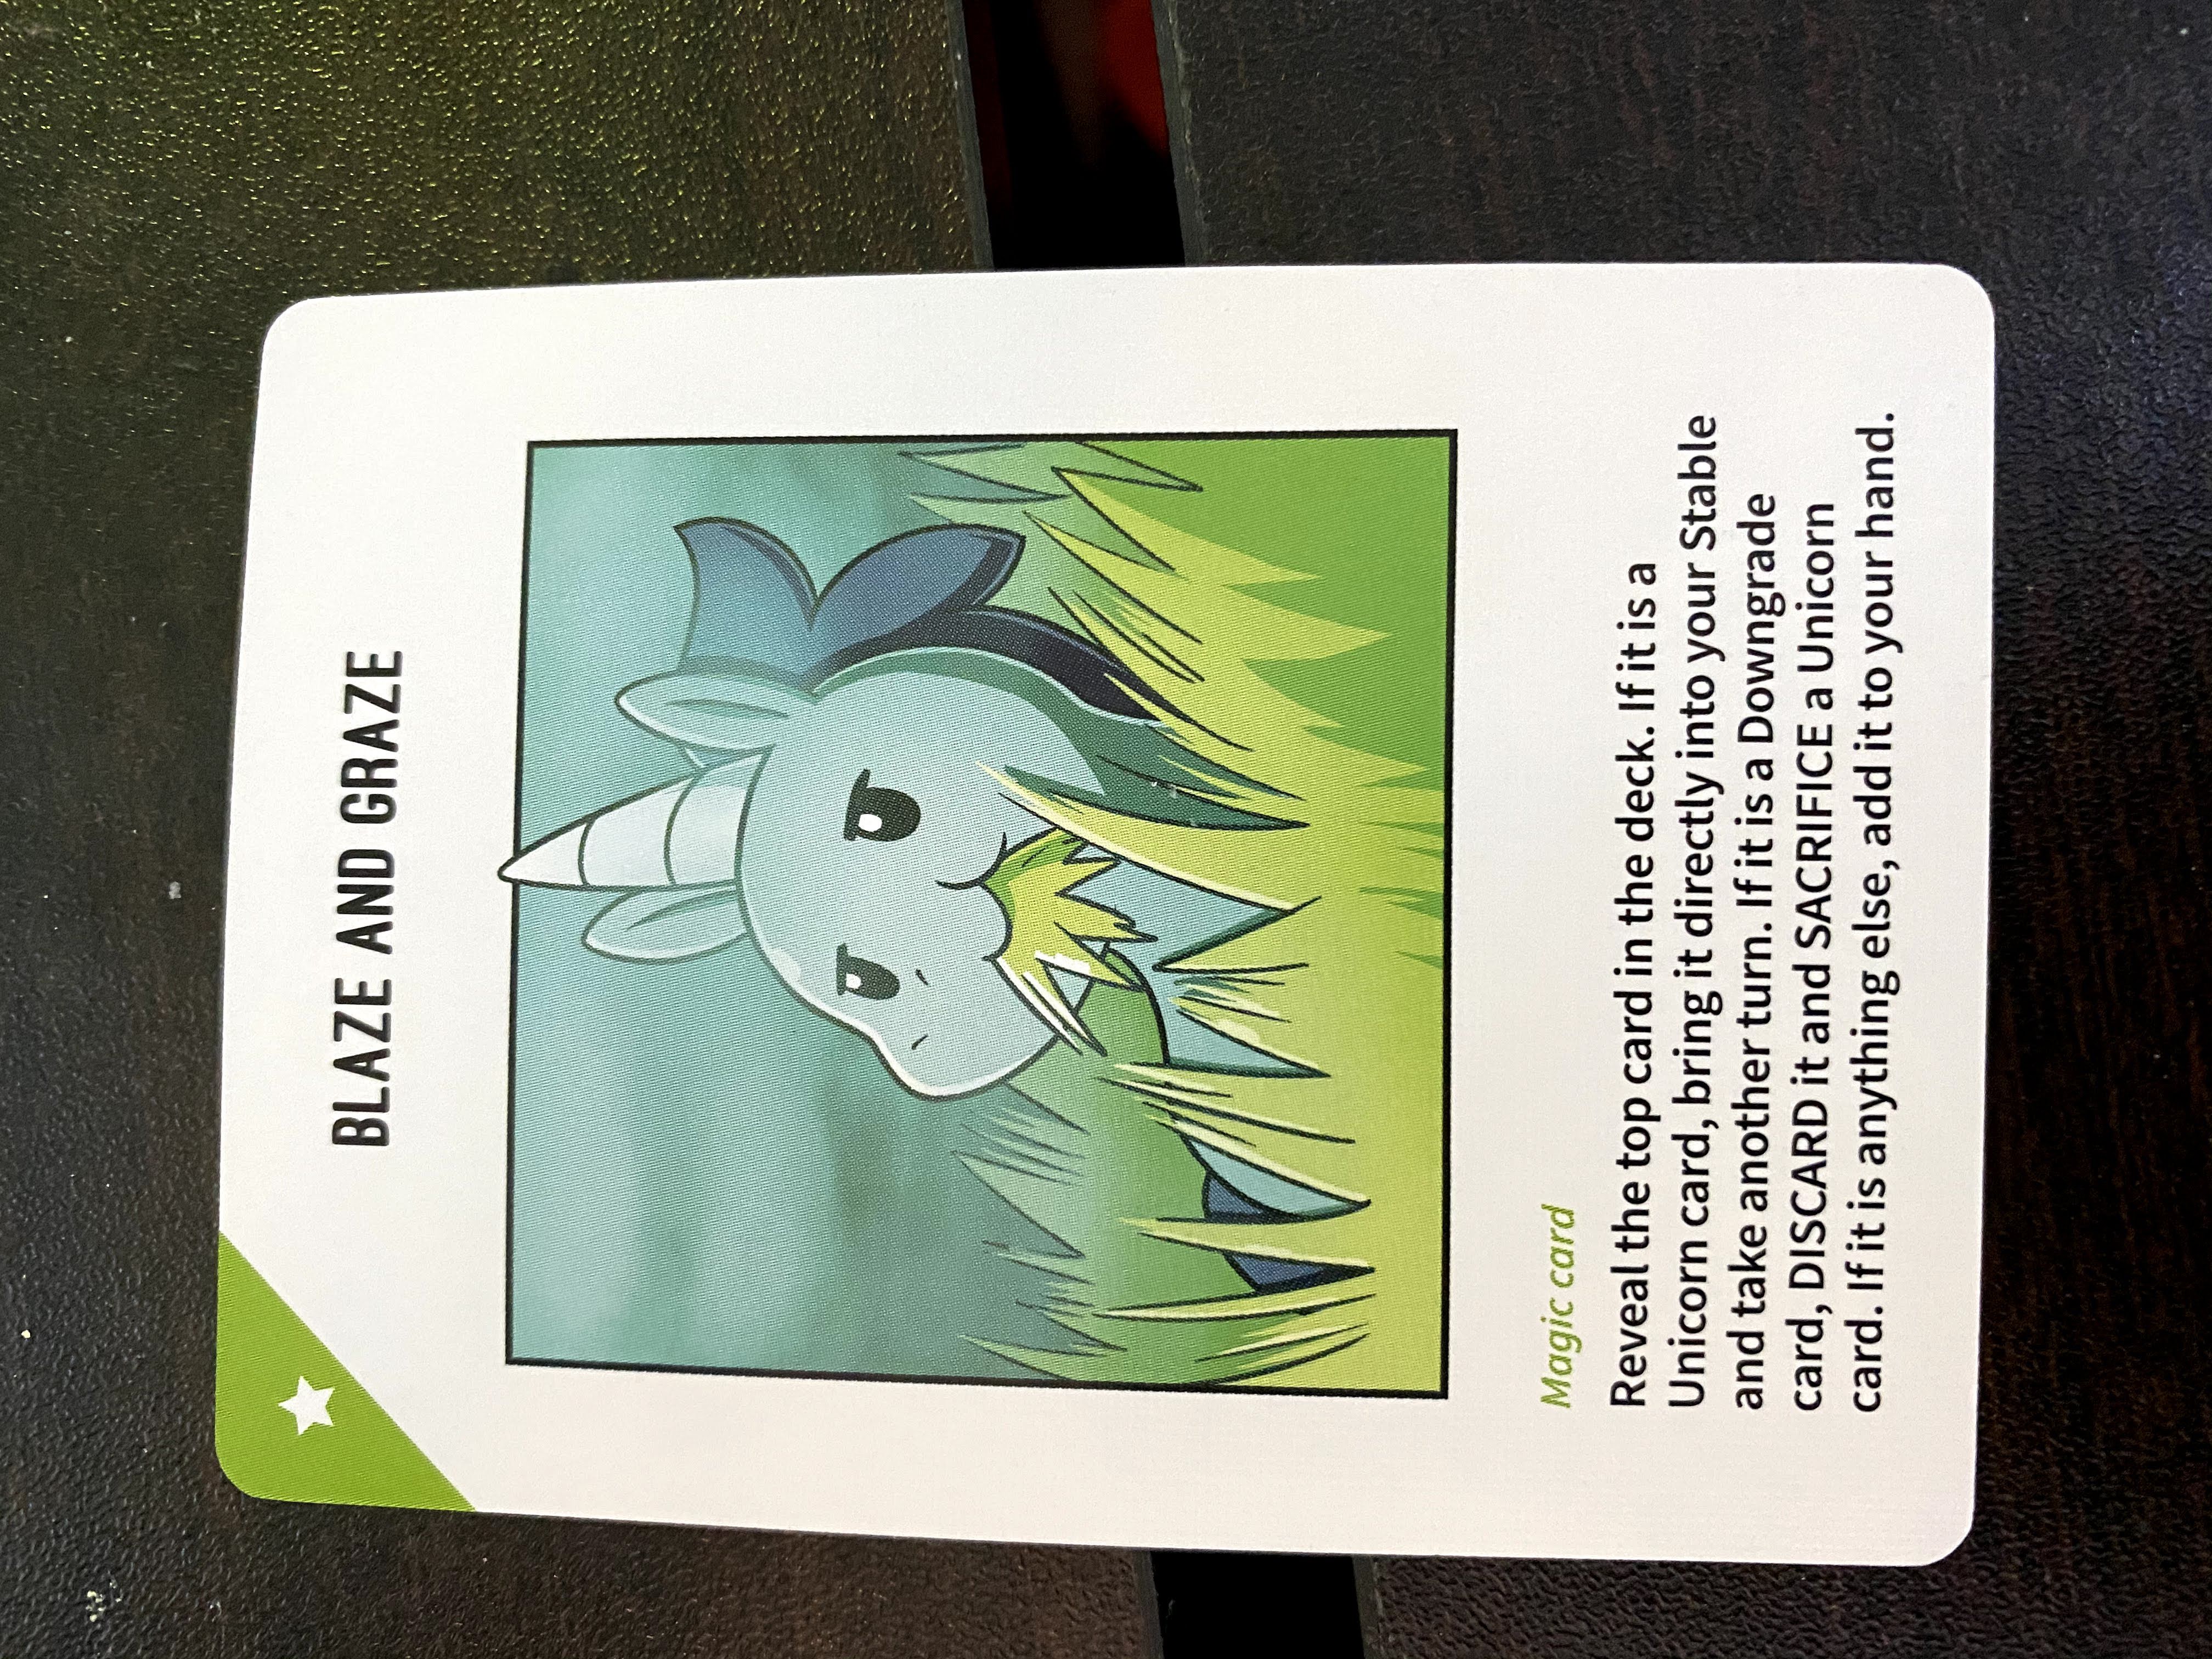 BLAZE AND GRAZE
Magic card
Reveal the top card in the deck. If it is a
Unicorn card, bring it directly into your Stable
and take another turn. If it is a Downgrade
card, DISCARD it and SACRIFICE a Unicorn
card. If it is anything else, add it to your hand.